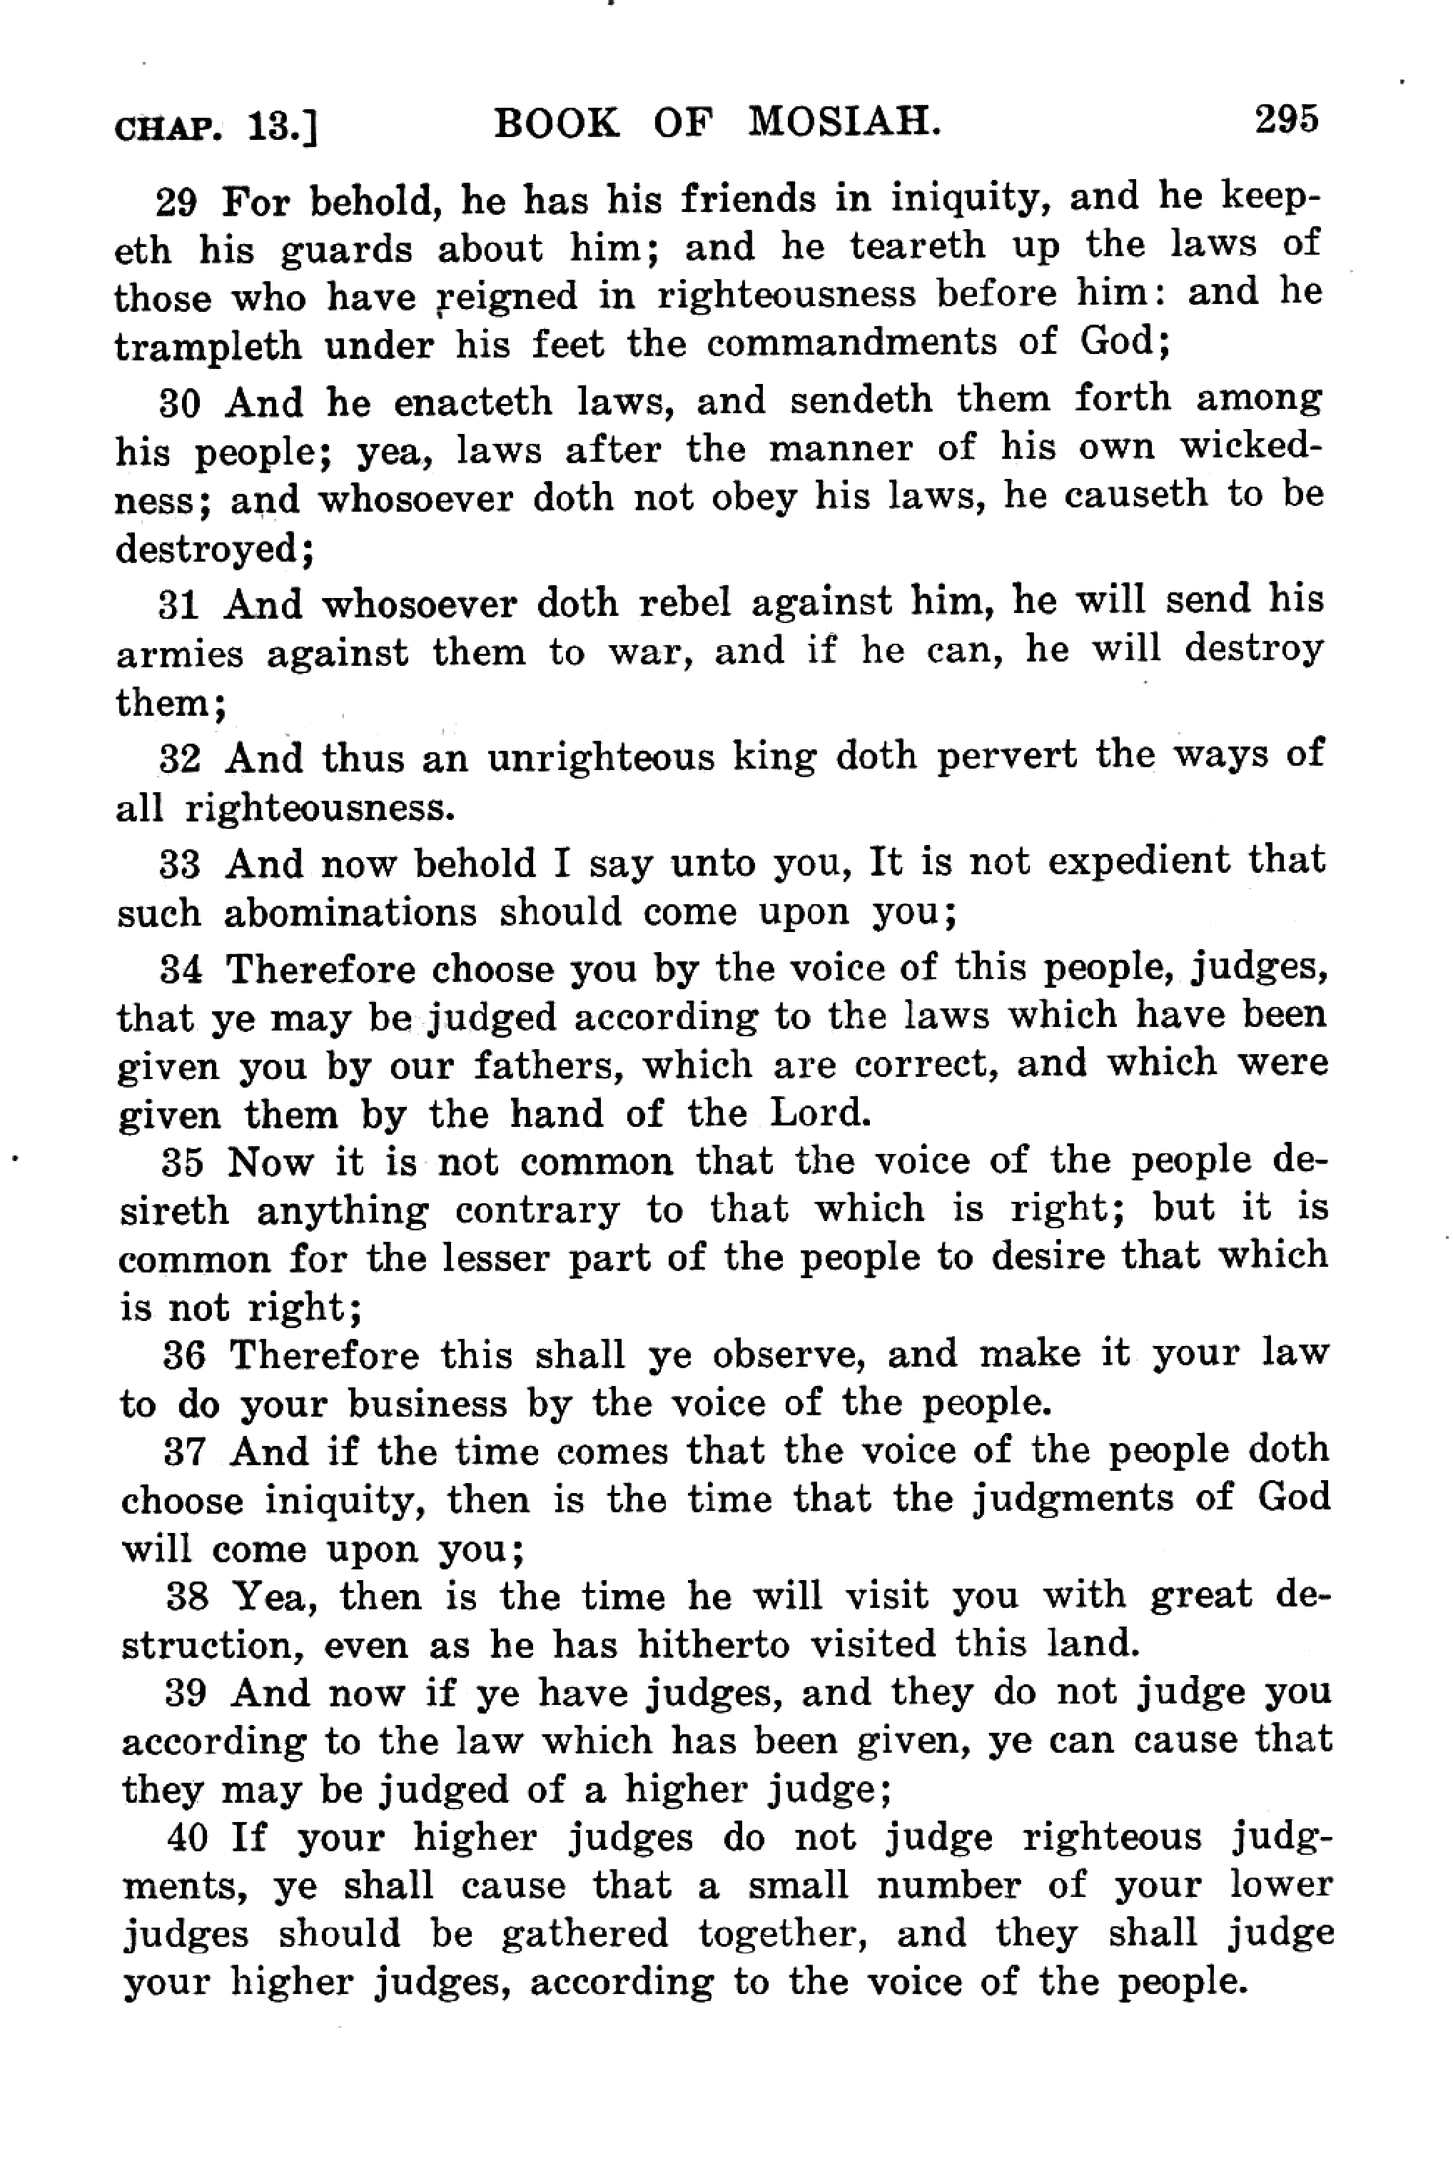 CHAP. 13.] BOOK OF MOSIAH. 295
29 For behold, he has his friends in iniquity, and he keep-
eth his guards about him; and he teareth up the laws of
those who have reigned in righteousness before him: and he
trampleth under his feet the commandments of God;
30 And he enacteth laws, and sendeth them forth among
his people; yea, laws after the manner of his own wicked-
ness; and whosoever doth not obey his laws, he causeth to be
destroyed;
31 And whosoever doth rebel against him, he will send his
armies against them to war, and if he can, he will destroy
them;
32 And thus an unrighteous king doth pervert the ways of
all righteousness.
33 And now behold I say unto you, It is not expedient that
such abominations should come upon you;
34 Therefore choose you by the voice of this people, judges,
that ye may be judged according to the laws which have been
given you by our fathers, which are correct, and which were
given them by the hand of the Lord.
35 Now it is not common that the voice of the people de-
sireth anything contrary to that which is right; but it is
common for the lesser part of the people to desire that which
is not right;
36 Therefore this shall ye observe, and make it your law
to do your business by the voice of the people.
37 And if the time comes that the voice of the people doth
choose iniquity, then is the time that the judgments of God
will come upon you;
38 Yea, then is the time he will visit you with great de-
struction, even as he has hitherto visited this land.
39 And now if ye have judges, and they do not judge you
according to the law which has been given, ye can cause that
they may be judged of a higher judge;
40 If your higher judges do not judge righteous judg-
ments, ye shall cause that a small number of your lower
judges should be gathered together, and they shall judge
your higher judges, according to the voice of the people.